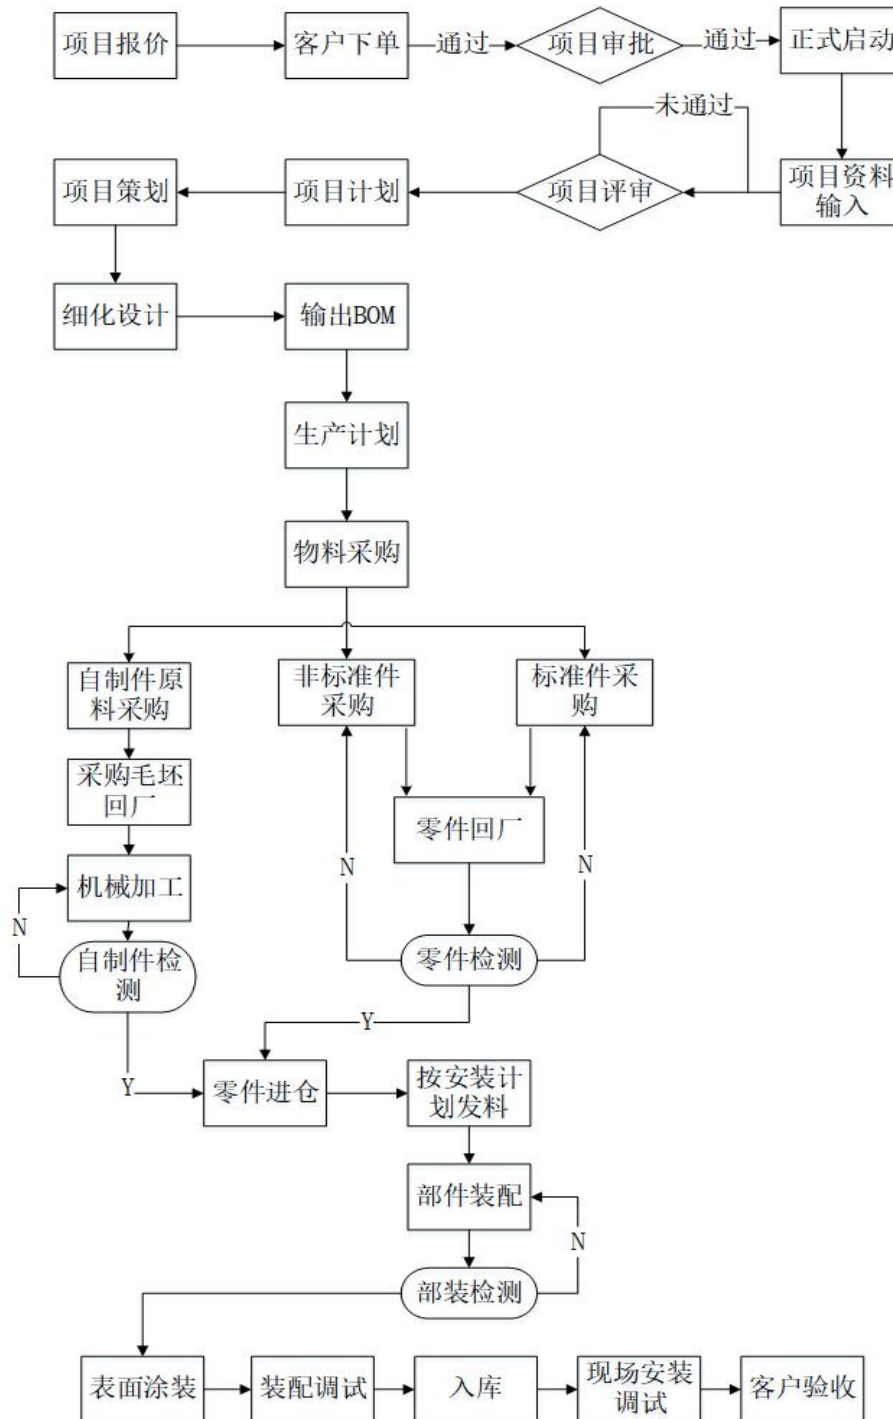 项目报价
客户下单
通过
项目审批
通过
正式启动
未通过
项目策划
项目计划
项目评审
项目资料
输入
细化设计
输出BOM
生产计划
物料采购
自制件原
料采购
非标准件
采购
标准件采
购
采购毛坯
回厂
零件回厂
N
N
机械加工
N
自制件检
测
零件检测
Y
Y
零件进仓
按安装计
划发料
部件装配
N
部装检测
表面涂装
装配调试
入库
现场安装
调试
客户验收